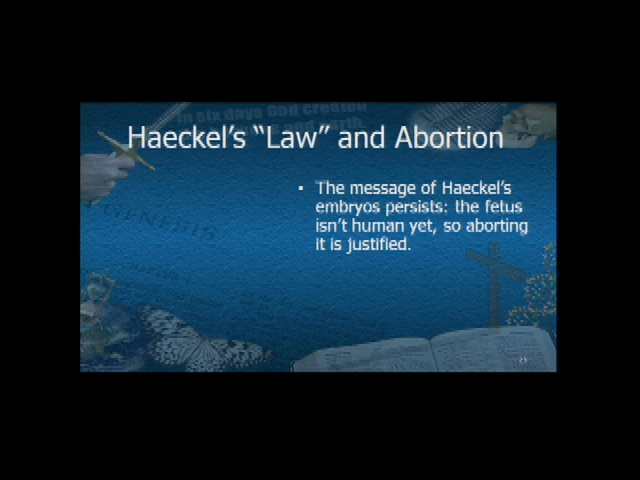 In six days God created
Haeckel's "Law" and Abortion
• The message of Haeckel's
embryos persists: the fetus
isn't human yet, so aborting
it is justified.
GENESIS